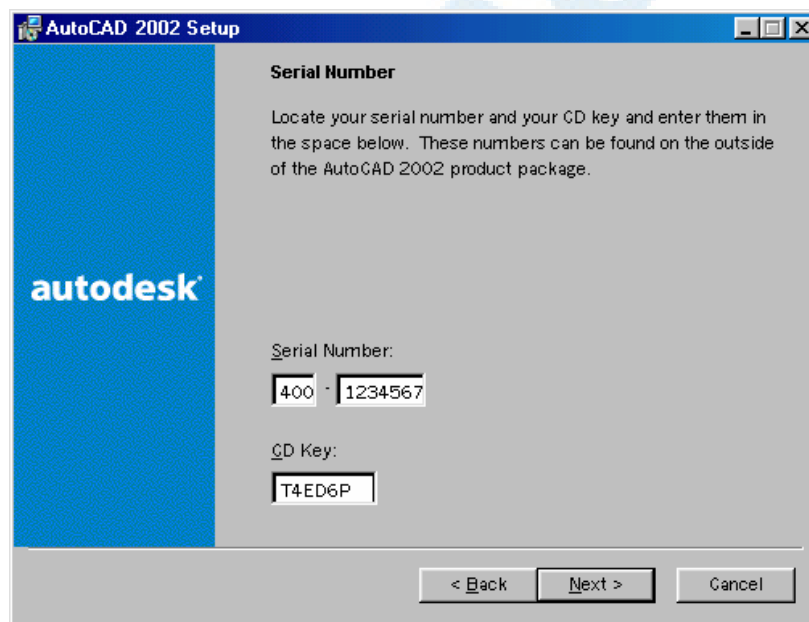 AutoCAD 2002 Setup
Serial Number
Locate your serial number and your CD key and enter them in
the space below. These numbers can be found on the outside
of the AutoCAD 2002 product package.
autodesk
Serial Number:
400 - 1234567
CD Key:
T4ED6P
< Back Next > Cancel